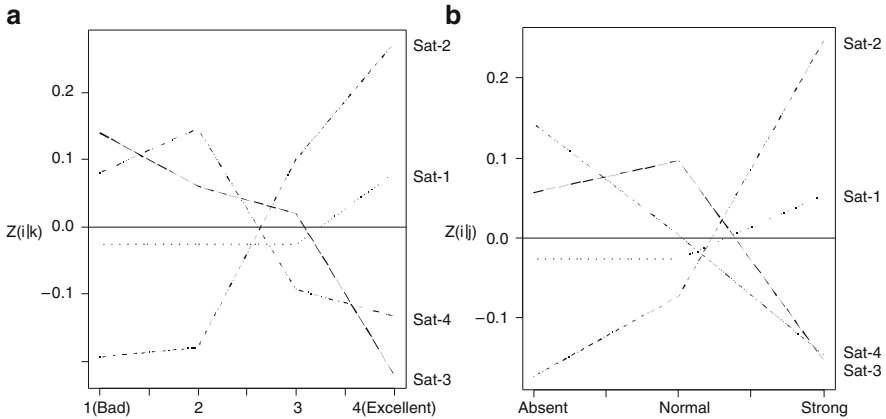 a
Sat-2
0.2
0.1
Sat-1
Z(i|k)
0.0
−0.1
Sat-4
Sat-3
1(Bad) 2 3 4(Excellent)
b
Sat-2
0.2
0.1
Sat-1
Z(i|j)
0.0
−0.1
Sat-4
Sat-3
Absent Normal Strong